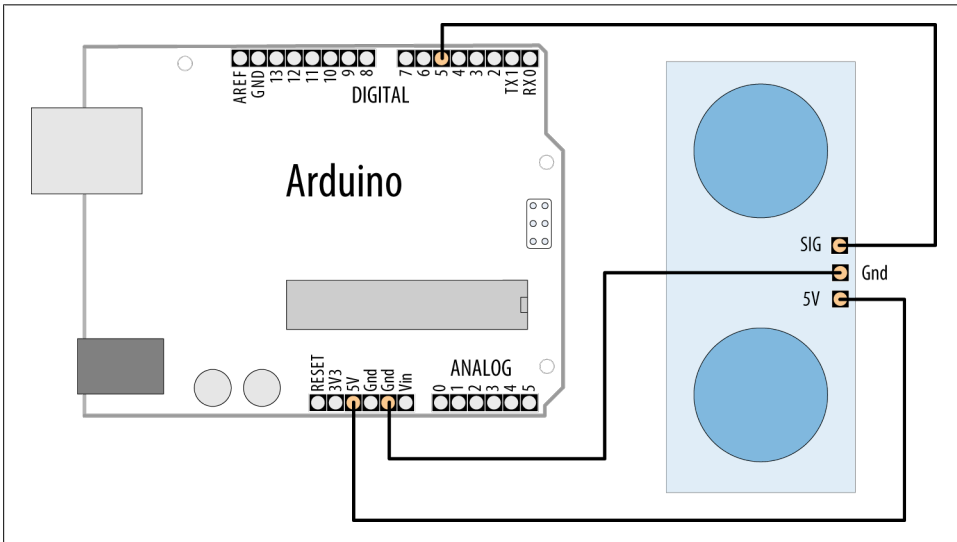 AREF
GND
13
12
11
10
9
8
7
6
5
4
3
2
TX 1
RX 0
DIGITAL
Arduino
SIG
Gnd
5V
RESET
3V3
5V
Gnd
Gnd
Vin
ANALOG
0
1
2
3
4
5